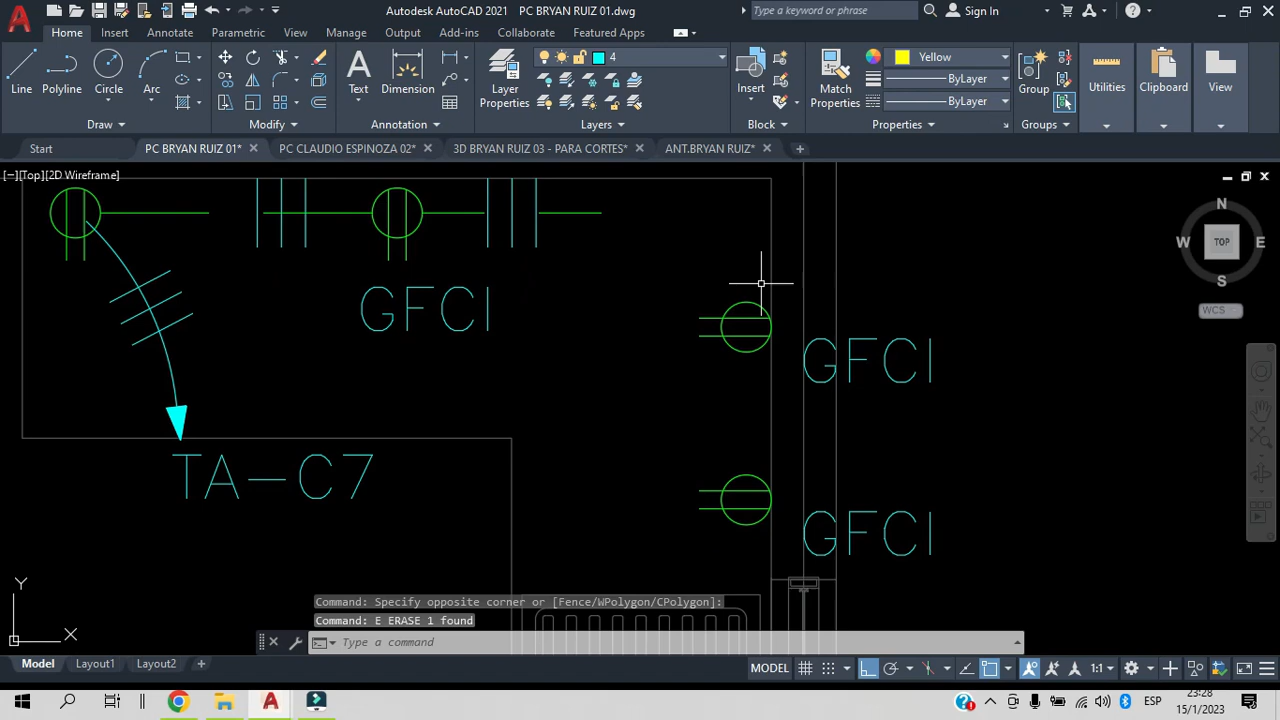 Autodesk AutoCAD 2021 PC BRYAN RUIZ 01.dwg
Type a keyword or phrase
Sign In
Home Insert Annotate Parametric View Manage Output Add-ins Collaborate Featured Apps
Line Polyline Circle Arc
Text Dimension
Layer Properties
4
Insert
Match Properties
Yellow
ByLayer
ByLayer
Group
Utilities
Clipboard
View
Draw Modify Annotation Layers Block Properties Groups
Start PC BRYAN RUIZ 01* PC CLAUDIO ESPINOZA 02* 3D BRYAN RUIZ 03 - PARA CORTES* ANT.BRYAN RUIZ*
[−][Top][2D Wireframe]
N
W TOP E
S
WCS
GFCI
GFCI
TA-C7
GFCI
Y
X
Command: Specify opposite corner or [Fence/WPolygon/CPolygon]:
Command: E ERASE 1 found
Type a command
Model Layout1 Layout2
MODEL
1:1
ESP
23:28
15/1/2023